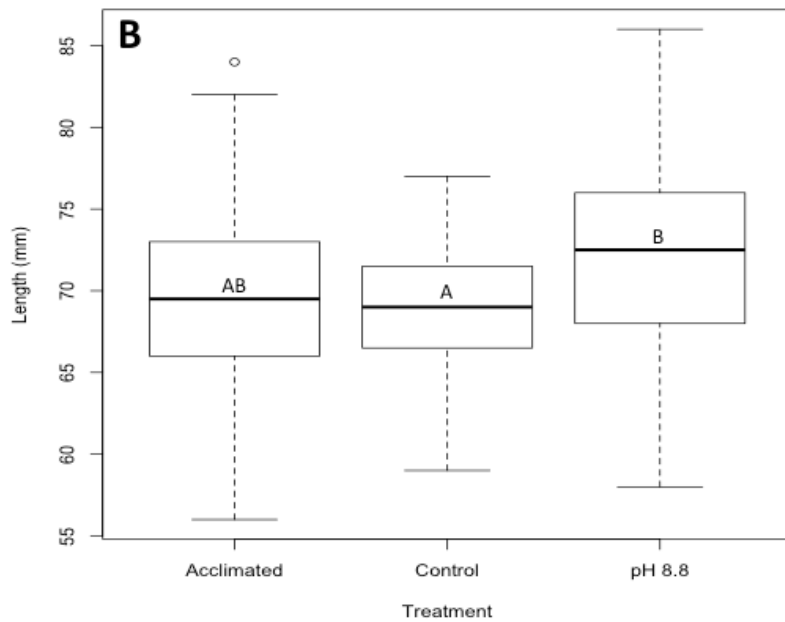 B
85
80
75
70
65
60
55
Length (mm)
AB
A
B
Acclimated Control pH 8.8
Treatment